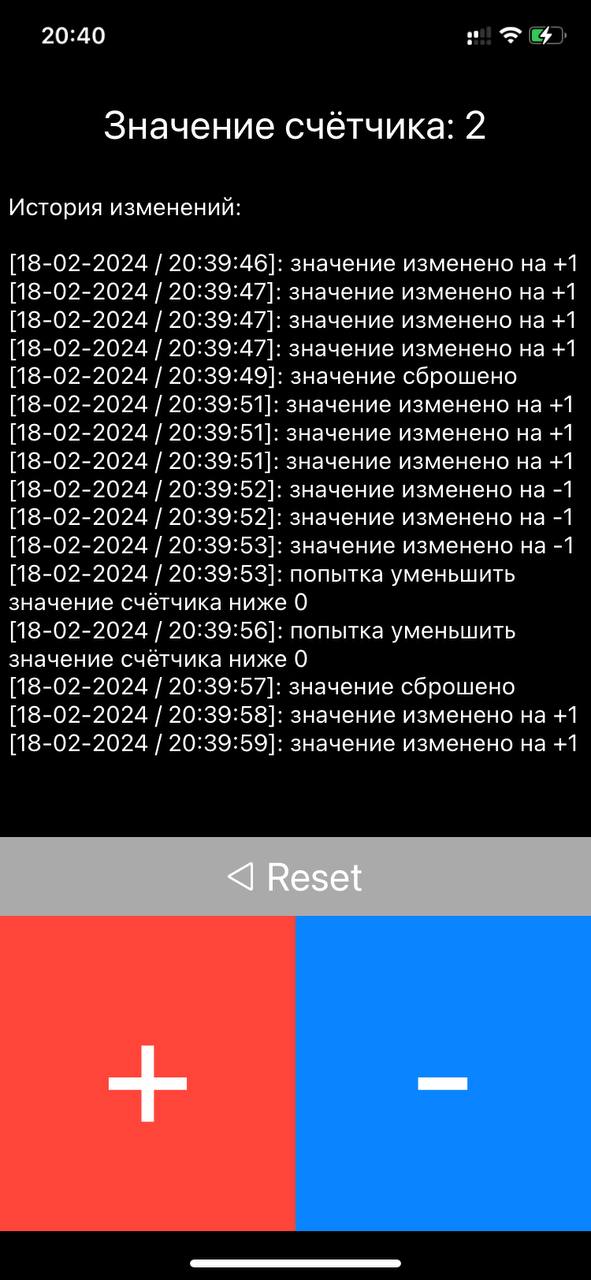 20:40
Значение счётчика: 2
История изменений:
[18-02-2024 / 20:39:46]: значение изменено на +1
[18-02-2024 / 20:39:47]: значение изменено на +1
[18-02-2024 / 20:39:47]: значение изменено на +1
[18-02-2024 / 20:39:47]: значение изменено на +1
[18-02-2024 / 20:39:49]: значение сброшено
[18-02-2024 / 20:39:51]: значение изменено на +1
[18-02-2024 / 20:39:51]: значение изменено на +1
[18-02-2024 / 20:39:51]: значение изменено на +1
[18-02-2024 / 20:39:52]: значение изменено на -1
[18-02-2024 / 20:39:52]: значение изменено на -1
[18-02-2024 / 20:39:53]: значение изменено на -1
[18-02-2024 / 20:39:53]: попытка уменьшить
значение счётчика ниже 0
[18-02-2024 / 20:39:56]: попытка уменьшить
значение счётчика ниже 0
[18-02-2024 / 20:39:57]: значение сброшено
[18-02-2024 / 20:39:58]: значение изменено на +1
[18-02-2024 / 20:39:59]: значение изменено на +1
Reset
+ -